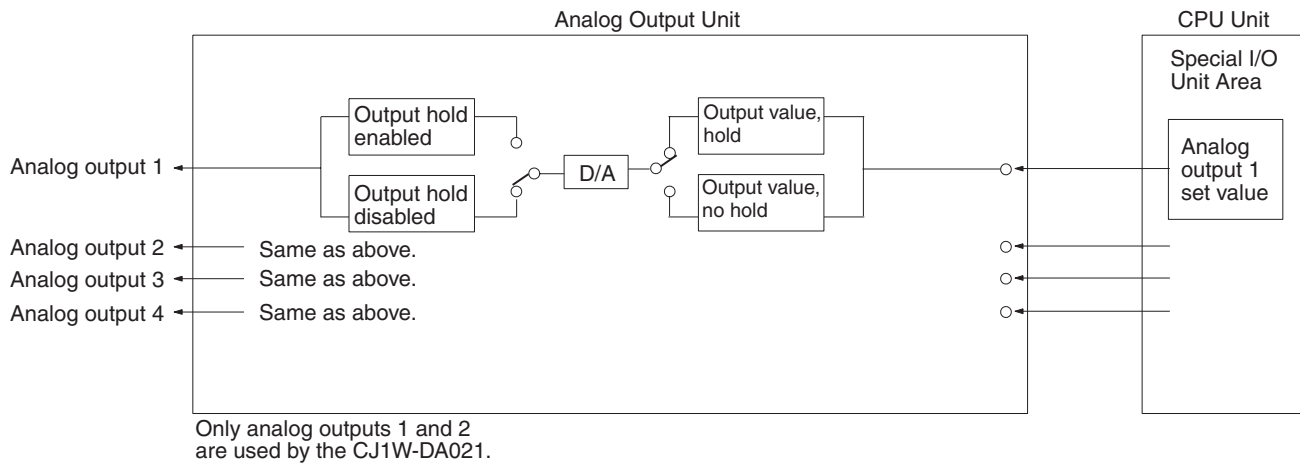 Analog Output Unit
CPU Unit
Special I/O
Unit Area
Output hold
enabled
Output value,
hold
Analog output 1
D/A
Analog
output 1
set value
Output hold
disabled
Output value,
no hold
Analog output 2
Same as above.
Analog output 3
Same as above.
Analog output 4
Same as above.
Only analog outputs 1 and 2
are used by the CJ1W-DA021.